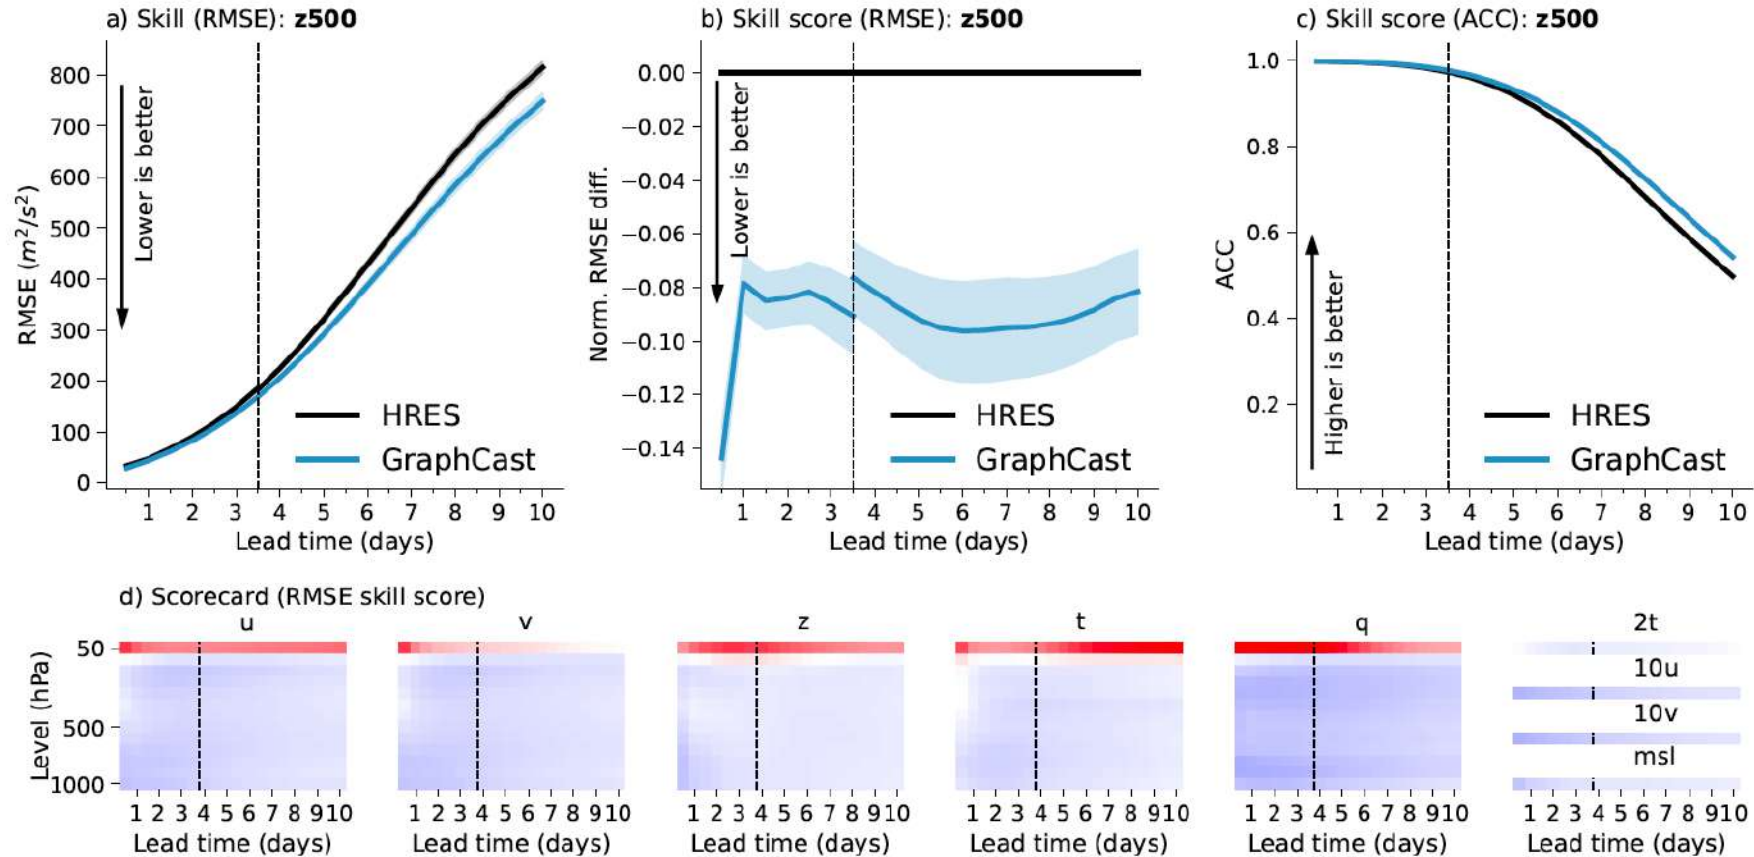 a) Skill (RMSE): z500
b) Skill score (RMSE): z500
c) Skill score (ACC): z500
RMSE (m²/s²)
800
700
600
500
400
300
200
100
0
Lower is better
HRES
GraphCast
1 2 3 4 5 6 7 8 9 10
Lead time (days)
Norm. RMSE diff.
0.00
−0.02
−0.04
−0.06
−0.08
−0.10
−0.12
−0.14
Lower is better
HRES
GraphCast
1 2 3 4 5 6 7 8 9 10
Lead time (days)
ACC
1.0
0.8
0.6
0.4
0.2
Higher is better
HRES
GraphCast
1 2 3 4 5 6 7 8 9 10
Lead time (days)
d) Scorecard (RMSE skill score)
u
v
z
t
q
2t
10u
10v
msl
Level (hPa)
50
500
1000
1 2 3 4 5 6 7 8 9 10
Lead time (days)
1 2 3 4 5 6 7 8 9 10
Lead time (days)
1 2 3 4 5 6 7 8 9 10
Lead time (days)
1 2 3 4 5 6 7 8 9 10
Lead time (days)
1 2 3 4 5 6 7 8 9 10
Lead time (days)
1 2 3 4 5 6 7 8 9 10
Lead time (days)